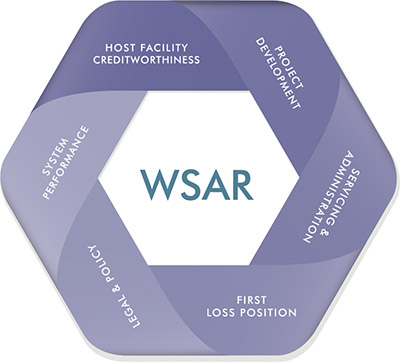 HOST FACILITY
CREDITWORTHINESS
PROJECT
DEVELOPMENT
SERVICING &
ADMINISTRATION
FIRST
LOSS POSITION
LEGAL & POLICY
SYSTEM
PERFORMANCE
WSAR